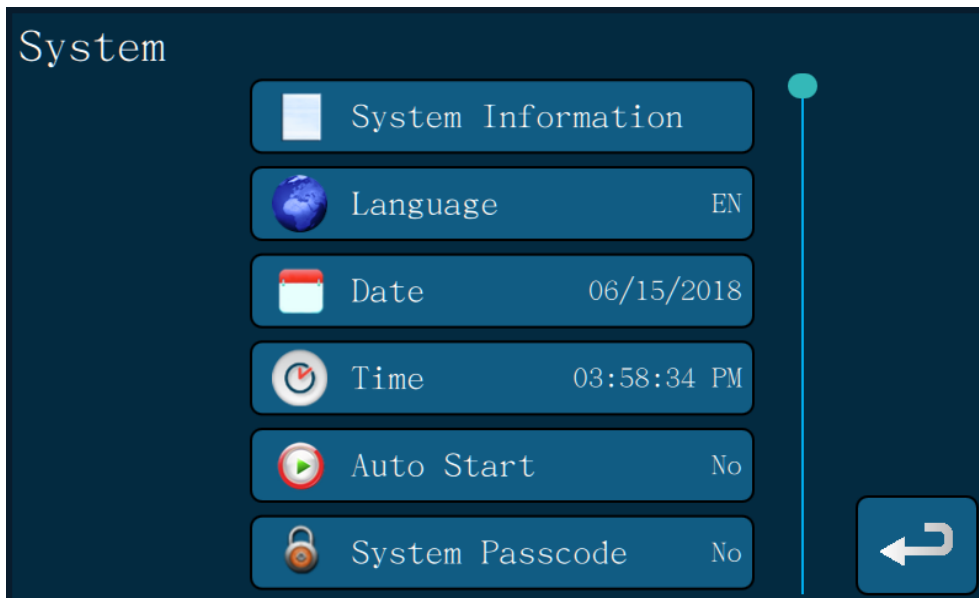 System
System Information
Language EN
Date 06/15/2018
Time 03:58:34 PM
Auto Start No
System Passcode No